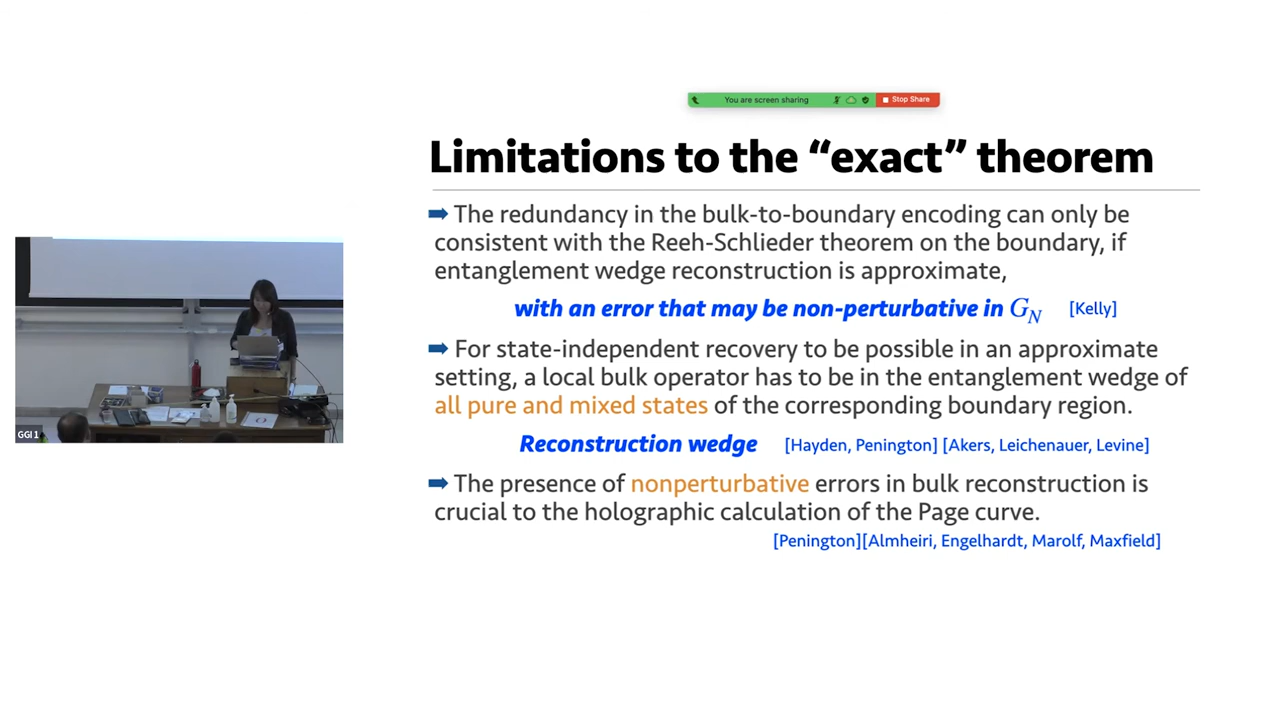 You are screen sharing
Stop Share
Limitations to the “exact” theorem
➡ The redundancy in the bulk-to-boundary encoding can only be
consistent with the Reeh-Schlieder theorem on the boundary, if
entanglement wedge reconstruction is approximate,
with an error that may be non-perturbative in G_N [Kelly]
➡ For state-independent recovery to be possible in an approximate
setting, a local bulk operator has to be in the entanglement wedge of
all pure and mixed states of the corresponding boundary region.
Reconstruction wedge [Hayden, Penington] [Akers, Leichenauer, Levine]
➡ The presence of nonperturbative errors in bulk reconstruction is
crucial to the holographic calculation of the Page curve.
[Penington][Almheiri, Engelhardt, Marolf, Maxfield]
GGI 1